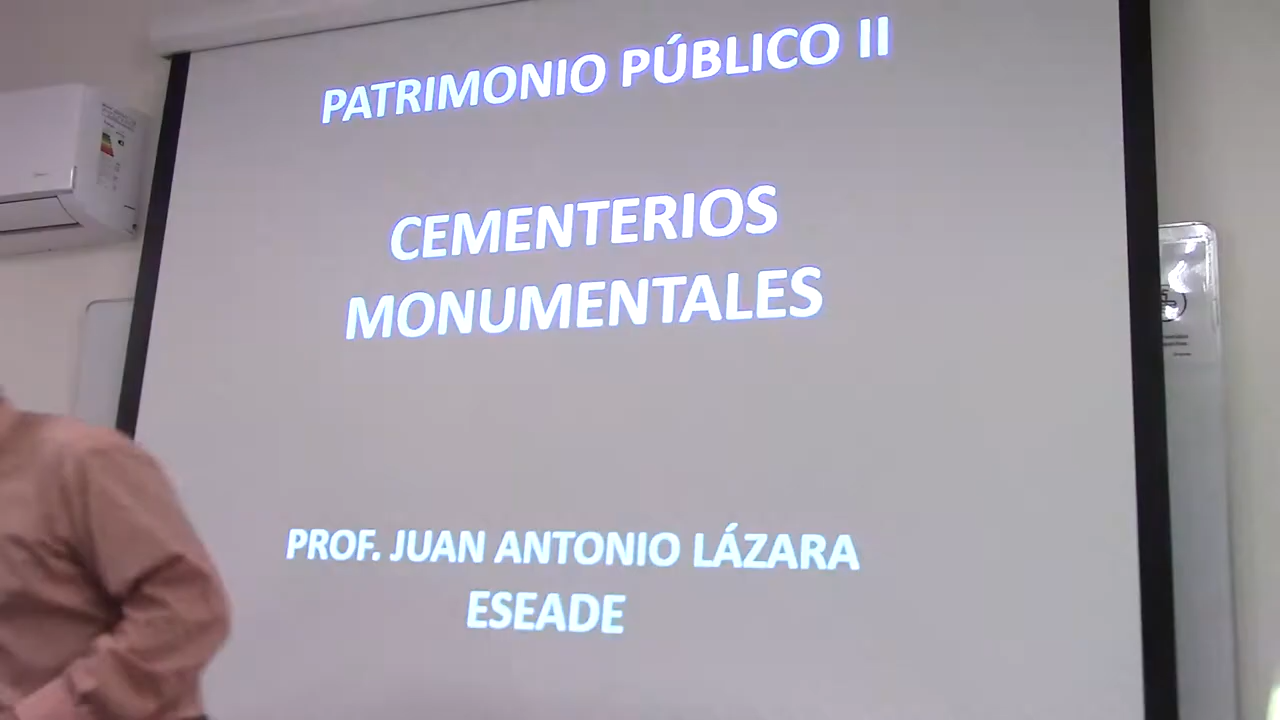 PATRIMONIO PÚBLICO II
CEMENTERIOS
MONUMENTALES
PROF. JUAN ANTONIO LÁZARA
ESEADE